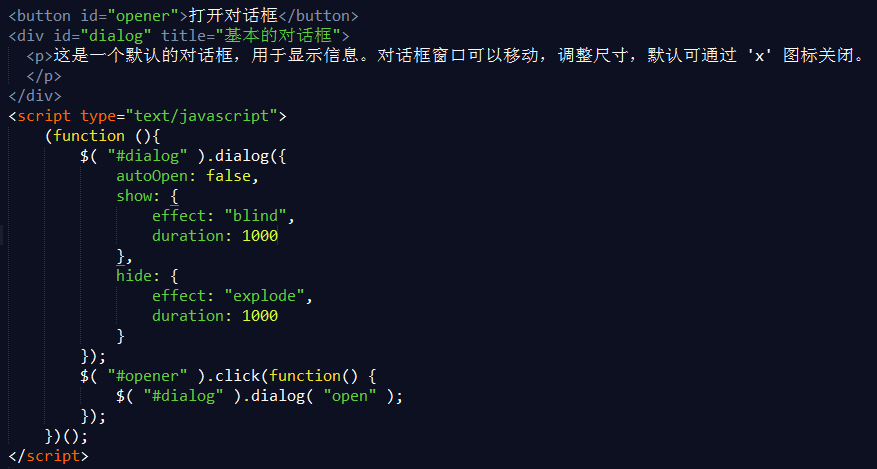 <button id="opener">打开对话框</button>
<div id="dialog" title="基本的对话框">
  <p>这是一个默认的对话框，用于显示信息。对话框窗口可以移动，调整尺寸，默认可通过 'x' 图标关闭。
  </p>
</div>
<script type="text/javascript">
    (function (){
        $( "#dialog" ).dialog({
            autoOpen: false,
            show: {
                effect: "blind",
                duration: 1000
            },
            hide: {
                effect: "explode",
                duration: 1000
            }
        });
        $( "#opener" ).click(function() {
            $( "#dialog" ).dialog( "open" );
        });
    })();
</script>